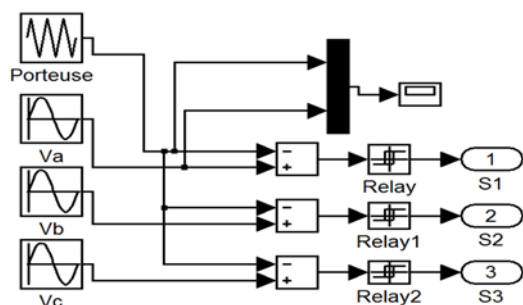 Porteuse
Va
Vb
Vc
−
+
−
+
−
+
Relay
Relay1
Relay2
1
S1
2
S2
3
S3